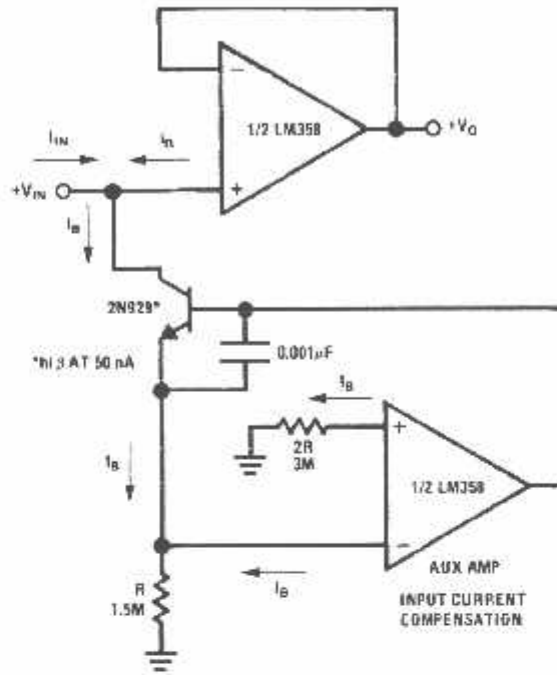 −
1/2 LM358
+V₀
I_IN
I_B
+
+V_IN
I_B
2N929*
0.001μF
*hi β AT 50 nA
I_B
+
2R
3M
1/2 LM358
I_B
−
AUX AMP
I_B
INPUT CURRENT
COMPENSATION
R
1.5M